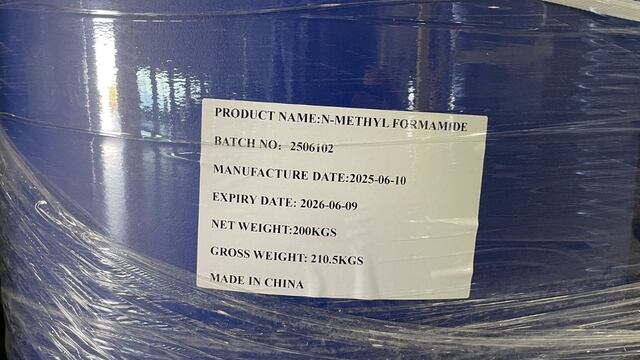 PRODUCT NAME:N-METHYL FORMAMIDE
BATCH NO: 2506102
MANUFACTURE DATE:2025-06-10
EXPIRY DATE: 2026-06-09
NET WEIGHT:200KGS
GROSS WEIGHT: 210.5KGS
MADE IN CHINA